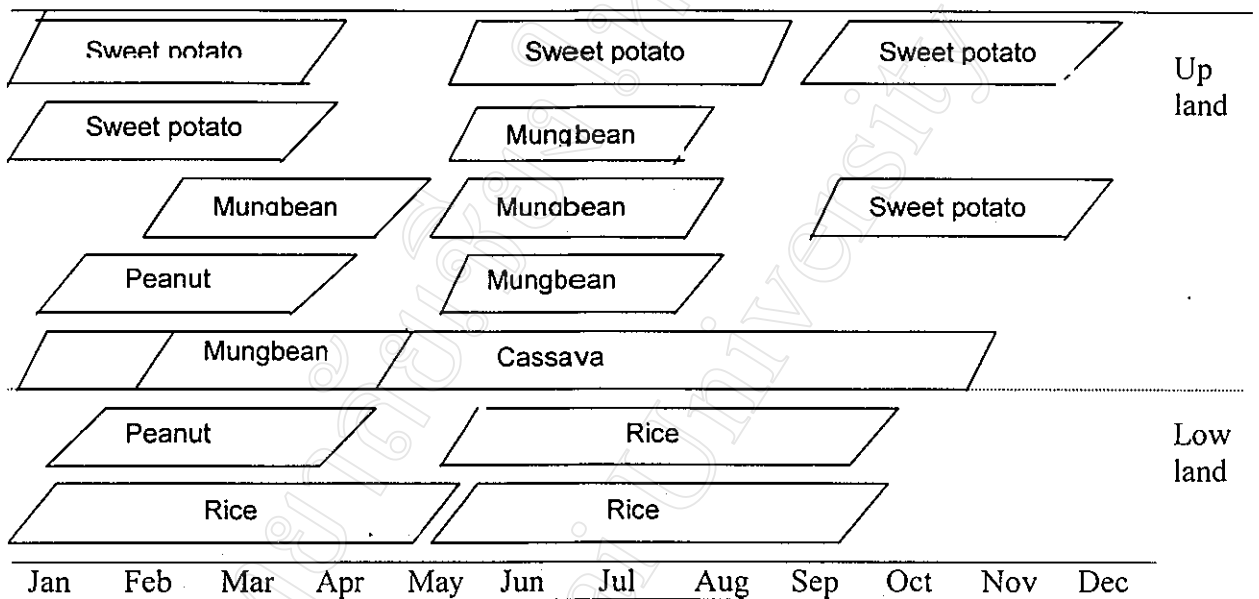 Sweet potato Sweet potato Sweet potato Up land
Sweet potato Mungbean
Mungbean Mungbean Sweet potato
Peanut Mungbean
Mungbean Cassava
Peanut Rice Low land
Rice Rice
Jan Feb Mar Apr May Jun Jul Aug Sep Oct Nov Dec
University